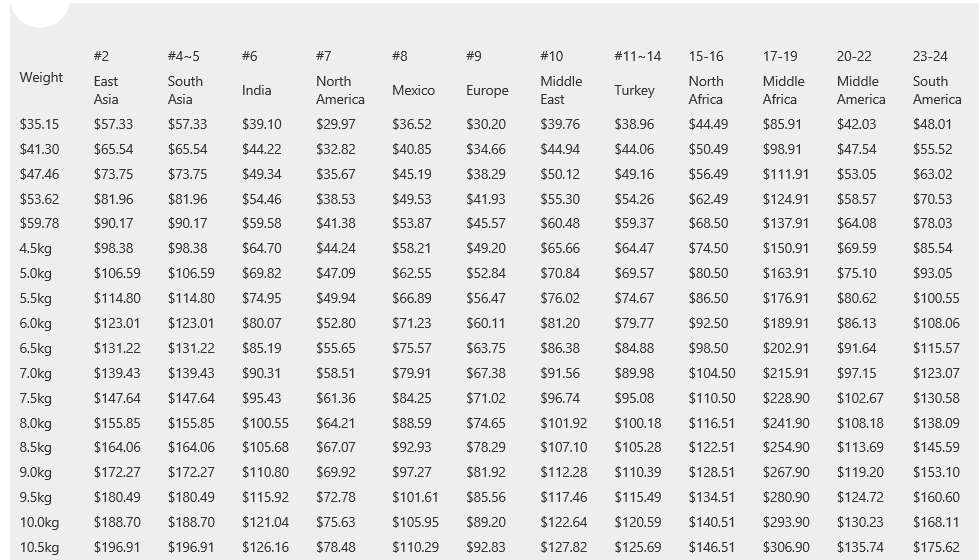 #2 #4~5 #6 #7 #8 #9 #10 #11~14 15-16 17-19 20-22 23-24
Weight East Asia South Asia India North America Mexico Europe Middle East Turkey North Africa Middle Africa Middle America South America
$35.15 $57.33 $57.33 $39.10 $29.97 $36.52 $30.20 $39.76 $38.96 $44.49 $85.91 $42.03 $48.01
$41.30 $65.54 $65.54 $44.22 $32.82 $40.85 $34.66 $44.94 $44.06 $50.49 $98.91 $47.54 $55.52
$47.46 $73.75 $73.75 $49.34 $35.67 $45.19 $38.29 $50.12 $49.16 $56.49 $111.91 $53.05 $63.02
$53.62 $81.96 $81.96 $54.46 $38.53 $49.53 $41.93 $55.30 $54.26 $62.49 $124.91 $58.57 $70.53
$59.78 $90.17 $90.17 $59.58 $41.38 $53.87 $45.57 $60.48 $59.37 $68.50 $137.91 $64.08 $78.03
4.5kg $98.38 $98.38 $64.70 $44.24 $58.21 $49.20 $65.66 $64.47 $74.50 $150.91 $69.59 $85.54
5.0kg $106.59 $106.59 $69.82 $47.09 $62.55 $52.84 $70.84 $69.57 $80.50 $163.91 $75.10 $93.05
5.5kg $114.80 $114.80 $74.95 $49.94 $66.89 $56.47 $76.02 $74.67 $86.50 $176.91 $80.62 $100.55
6.0kg $123.01 $123.01 $80.07 $52.80 $71.23 $60.11 $81.20 $79.77 $92.50 $189.91 $86.13 $108.06
6.5kg $131.22 $131.22 $85.19 $55.65 $75.57 $63.75 $86.38 $84.88 $98.50 $202.91 $91.64 $115.57
7.0kg $139.43 $139.43 $90.31 $58.51 $79.91 $67.38 $91.56 $89.98 $104.50 $215.91 $97.15 $123.07
7.5kg $147.64 $147.64 $95.43 $61.36 $84.25 $71.02 $96.74 $95.08 $110.50 $228.90 $102.67 $130.58
8.0kg $155.85 $155.85 $100.55 $64.21 $88.59 $74.65 $101.92 $100.18 $116.51 $241.90 $108.18 $138.09
8.5kg $164.06 $164.06 $105.68 $67.07 $92.93 $78.29 $107.10 $105.28 $122.51 $254.90 $113.69 $145.59
9.0kg $172.27 $172.27 $110.80 $69.92 $97.27 $81.92 $112.28 $110.39 $128.51 $267.90 $119.20 $153.10
9.5kg $180.49 $180.49 $115.92 $72.78 $101.61 $85.56 $117.46 $115.49 $134.51 $280.90 $124.72 $160.60
10.0kg $188.70 $188.70 $121.04 $75.63 $105.95 $89.20 $122.64 $120.59 $140.51 $293.90 $130.23 $168.11
10.5kg $196.91 $196.91 $126.16 $78.48 $110.29 $92.83 $127.82 $125.69 $146.51 $306.90 $135.74 $175.62